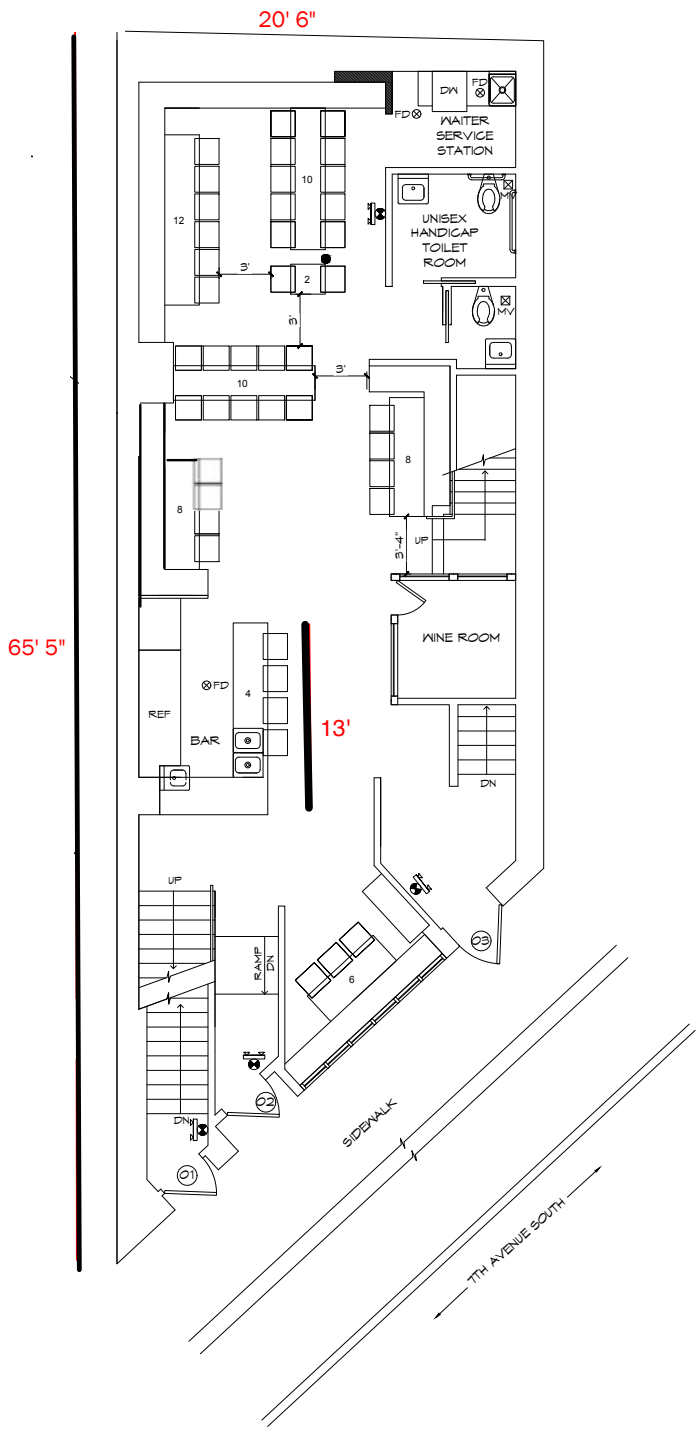 20' 6"
DW
FD
FD
WAITER
SERVICE
STATION
10
12
UNISEX
HANDICAP
TOILET
ROOM
MV
3'
2
3'
MV
10
3'
8
8
3'-4"
UP
WINE ROOM
65' 5"
FD
4
REF
BAR
13'
DN
UP
03
RAMP
DN
6
02
DN
01
SIDEWALK
7TH AVENUE SOUTH